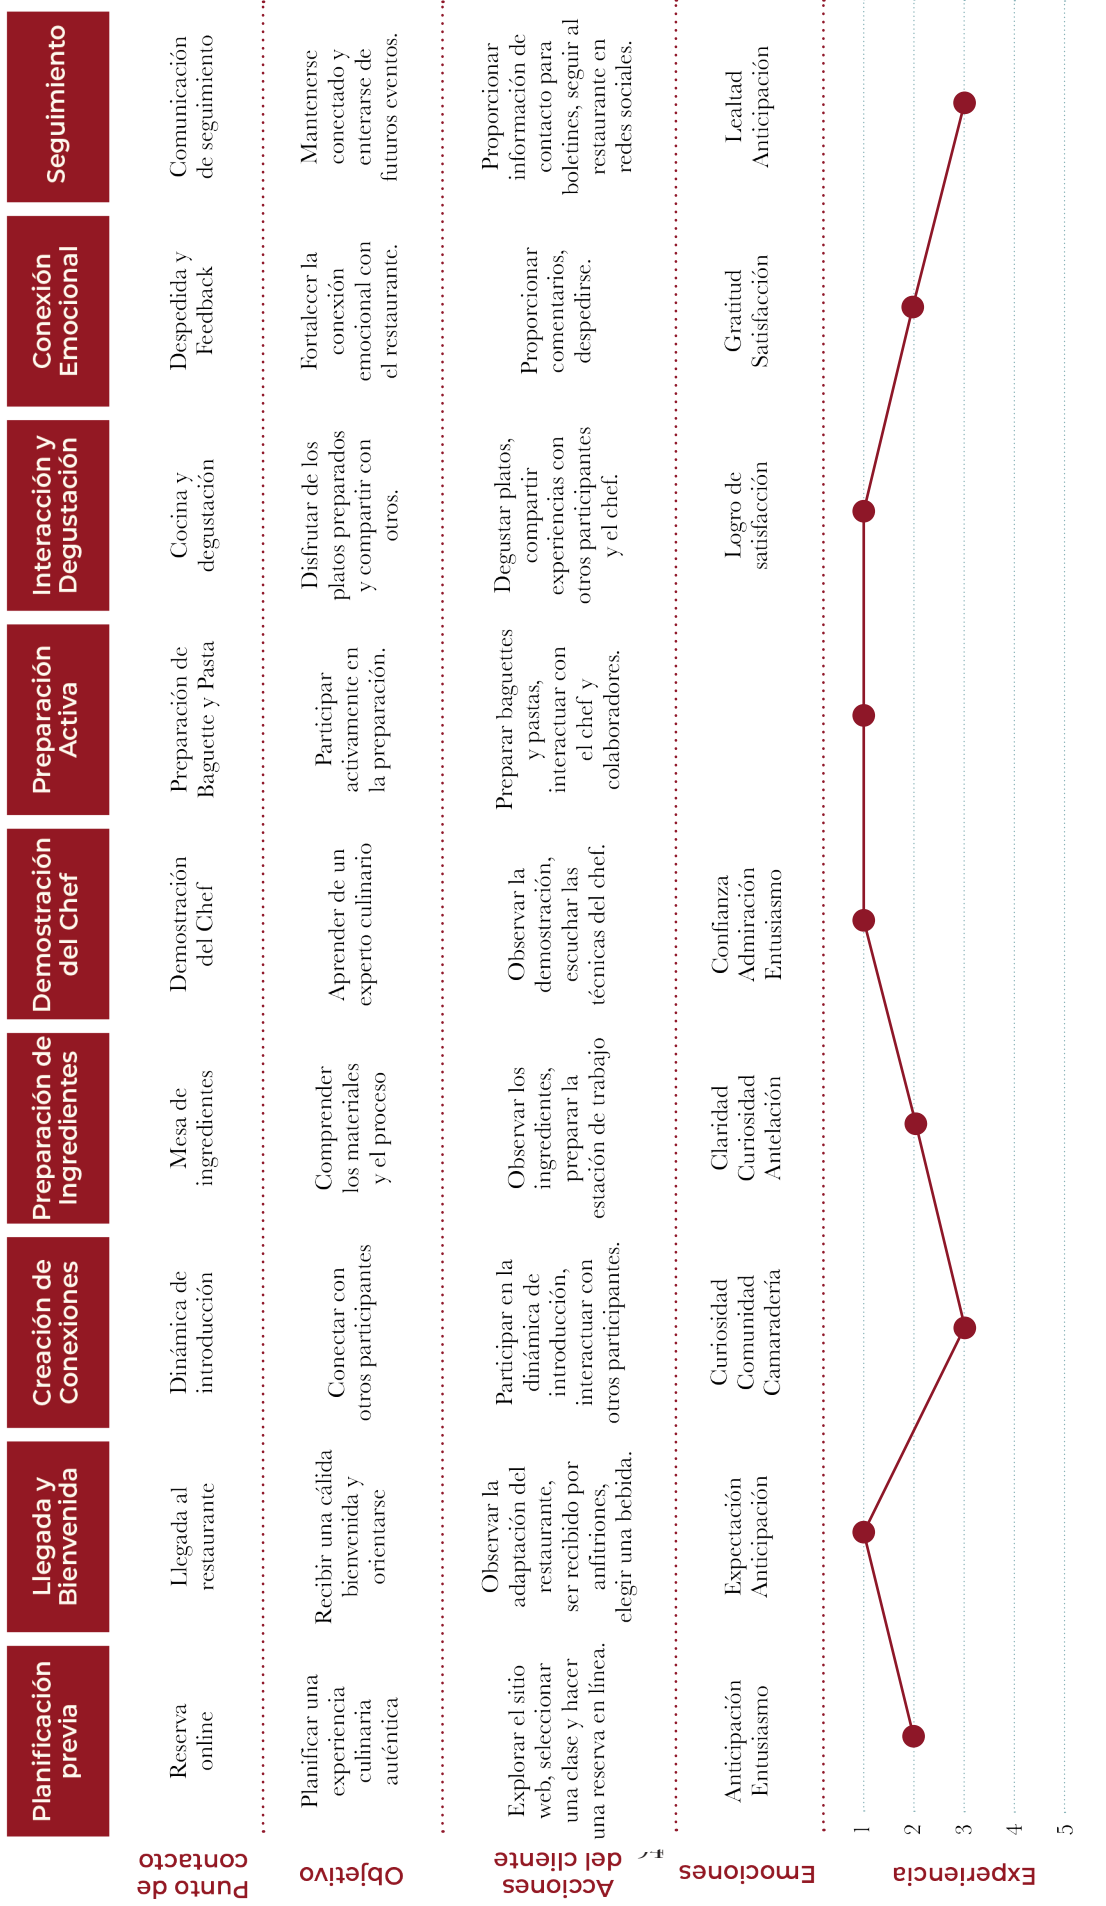 Planificación
previa
Llegada y
Bienvenida
Creación de
Conexiones
Preparación de
Ingredientes
Demostración
del Chef
Preparación
Activa
Interacción y
Degustación
Conexión
Emocional
Seguimiento
Punto de
contacto
Reserva
online
Llegada al
restaurante
Dinámica de
introducción
Mesa de
ingredientes
Demostración
del Chef
Preparación de
Baguette y Pasta
Cocina y
degustación
Despedida y
Feedback
Comunicación
de seguimiento
Objetivo
Planificar una
experiencia
culinaria
auténtica
Recibir una cálida
bienvenida y
orientarse
Conectar con
otros participantes
Comprender
los materiales
y el proceso
Aprender de un
experto culinario
Participar
activamente en
la preparación.
Disfrutar de los
platos preparados
y compartir con
otros.
Fortalecer la
conexión
emocional con
el restaurante.
Mantenerse
conectado y
enterarse de
futuros eventos.
Acciones
del cliente
Explorar el sitio
web, seleccionar
una clase y hacer
una reserva en línea.
Observar la
adaptación del
restaurante,
ser recibido por
anfitriones,
elegir una bebida.
Participar en la
dinámica de
introducción,
interactuar con
otros participantes.
Observar los
ingredientes,
preparar la
estación de trabajo
Observar la
demostración,
escuchar las
técnicas del chef.
Preparar baguettes
y pastas,
interactuar con
el chef y
colaboradores.
Degustar platos,
compartir
experiencias con
otros participantes
y el chef.
Proporcionar
comentarios,
despedirse.
Proporcionar
información de
contacto para
boletines, seguir al
restaurante en
redes sociales.
Emociones
Anticipación
Entusiasmo
Expectación
Anticipación
Curiosidad
Comunidad
Camaradería
Claridad
Curiosidad
Antelación
Confianza
Admiración
Entusiasmo
Logro de
satisfacción
Gratitud
Satisfacción
Lealtad
Anticipación
Experiencia
1
2
3
4
5